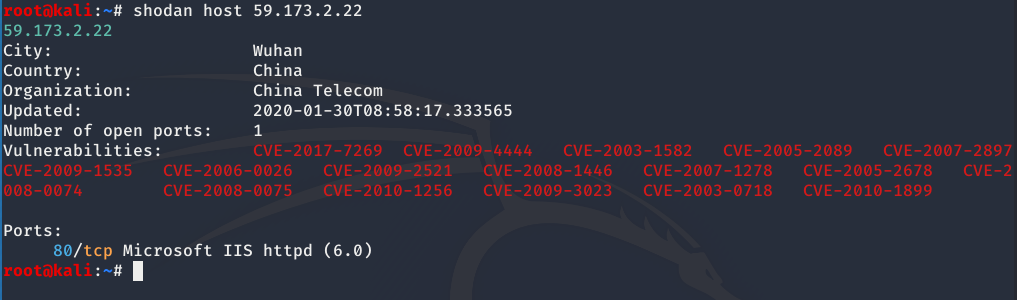 root@kali:~# shodan host 59.173.2.22
59.173.2.22
City: Wuhan
Country: China
Organization: China Telecom
Updated: 2020-01-30T08:58:17.333565
Number of open ports: 1
Vulnerabilities: CVE-2017-7269 CVE-2009-4444 CVE-2003-1582 CVE-2005-2089 CVE-2007-2897
CVE-2009-1535 CVE-2006-0026 CVE-2009-2521 CVE-2008-1446 CVE-2007-1278 CVE-2005-2678 CVE-2
008-0074 CVE-2008-0075 CVE-2010-1256 CVE-2009-3023 CVE-2003-0718 CVE-2010-1899
Ports:
80/tcp Microsoft IIS httpd (6.0)
root@kali:~#